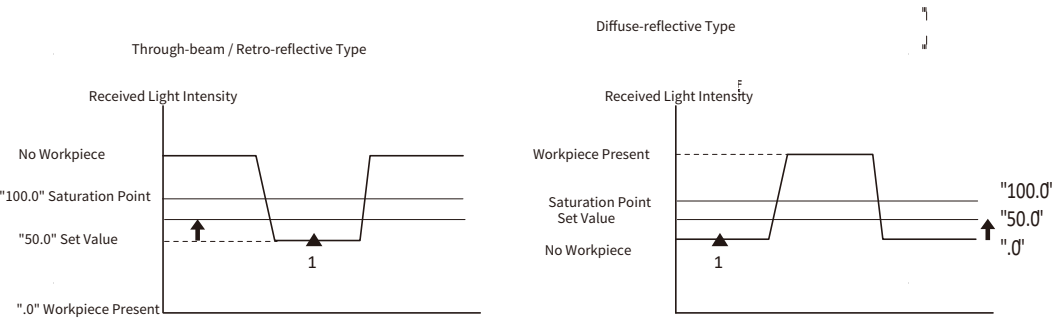 Diffuse-reflective Type
Through-beam / Retro-reflective Type
Received Light Intensity
No Workpiece
"100.0" Saturation Point
"50.0" Set Value
1
".0" Workpiece Present
Received Light Intensity
Workpiece Present
Saturation Point
Set Value
No Workpiece
1
"100.0"
"50.0"
".0"